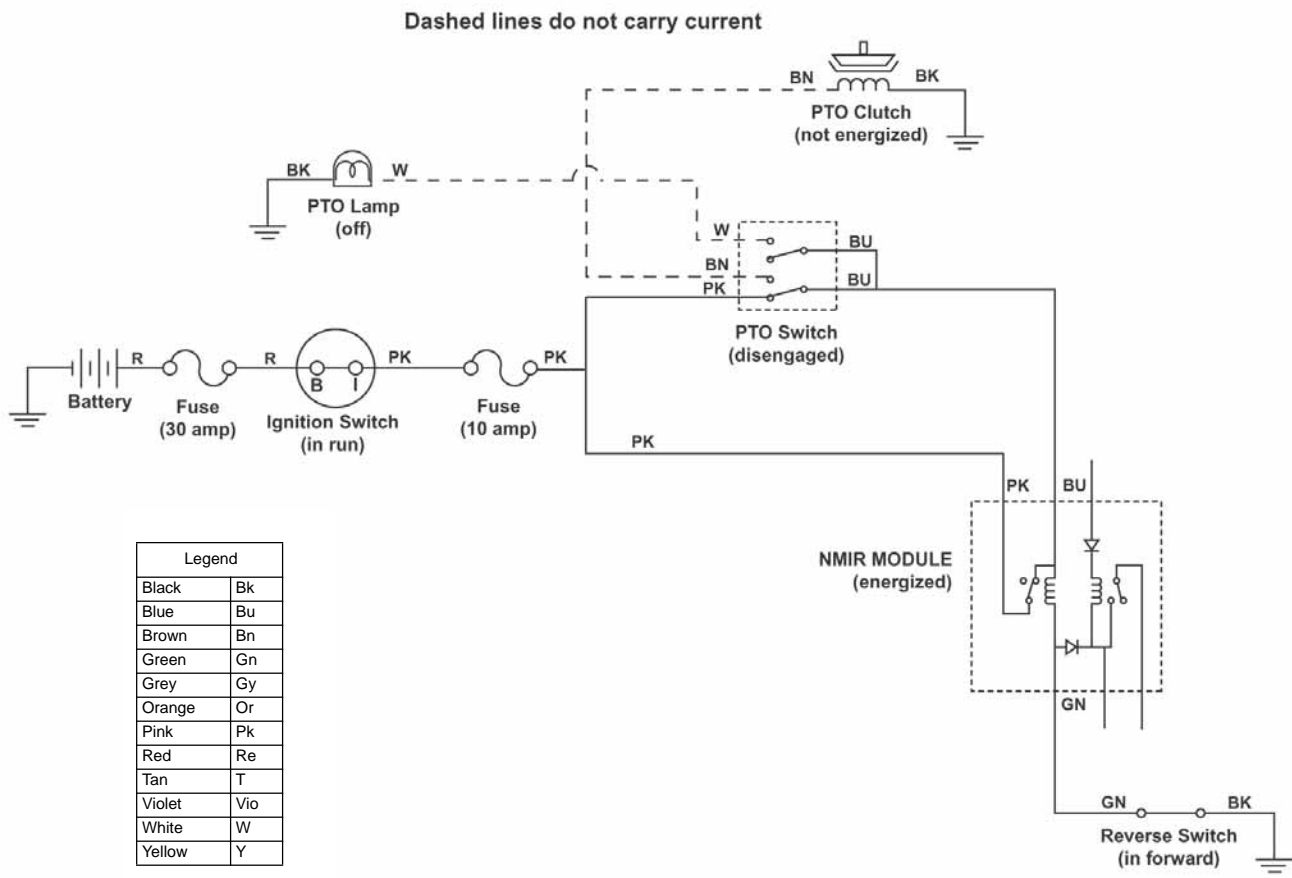 Dashed lines do not carry current
BN
BK
PTO Clutch
(not energized)
BK
W
PTO Lamp
(off)
W
BU
BN
BU
PK
PTO Switch
(disengaged)
R
R
PK
PK
B
I
Battery
Fuse
(30 amp)
Ignition Switch
(in run)
Fuse
(10 amp)
PK
PK
BU
NMIR MODULE
(energized)
GN
GN
BK
Reverse Switch
(in forward)
Legend
Black Bk
Blue Bu
Brown Bn
Green Gn
Grey Gy
Orange Or
Pink Pk
Red Re
Tan T
Violet Vio
White W
Yellow Y